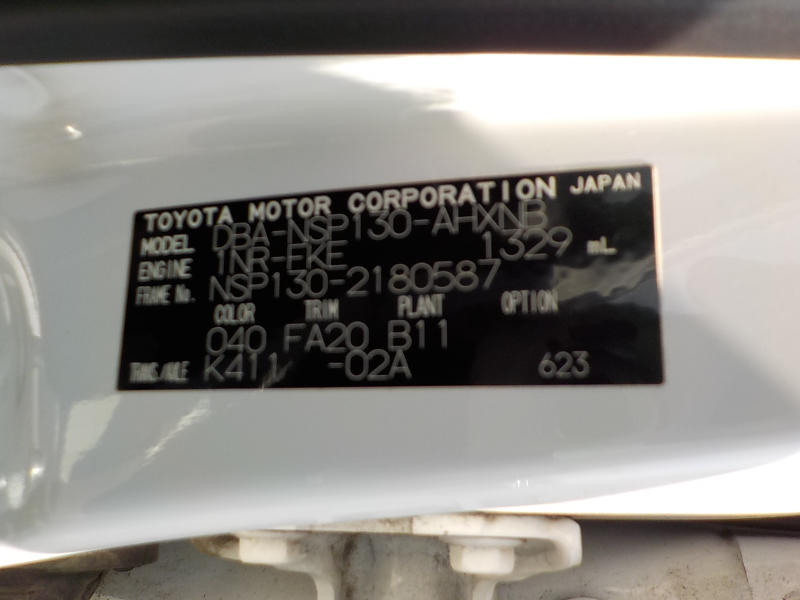 TOYOTA MOTOR CORPORATION JAPAN
MODEL DBA-NSP130-AHXNB
ENGINE 1NR-FKE 1329 mL
FRAME No. NSP130-2180587
COLOR TRIM PLANT OPTION
040 FA20 B11
TRANS/AXLE K411 -02A 623